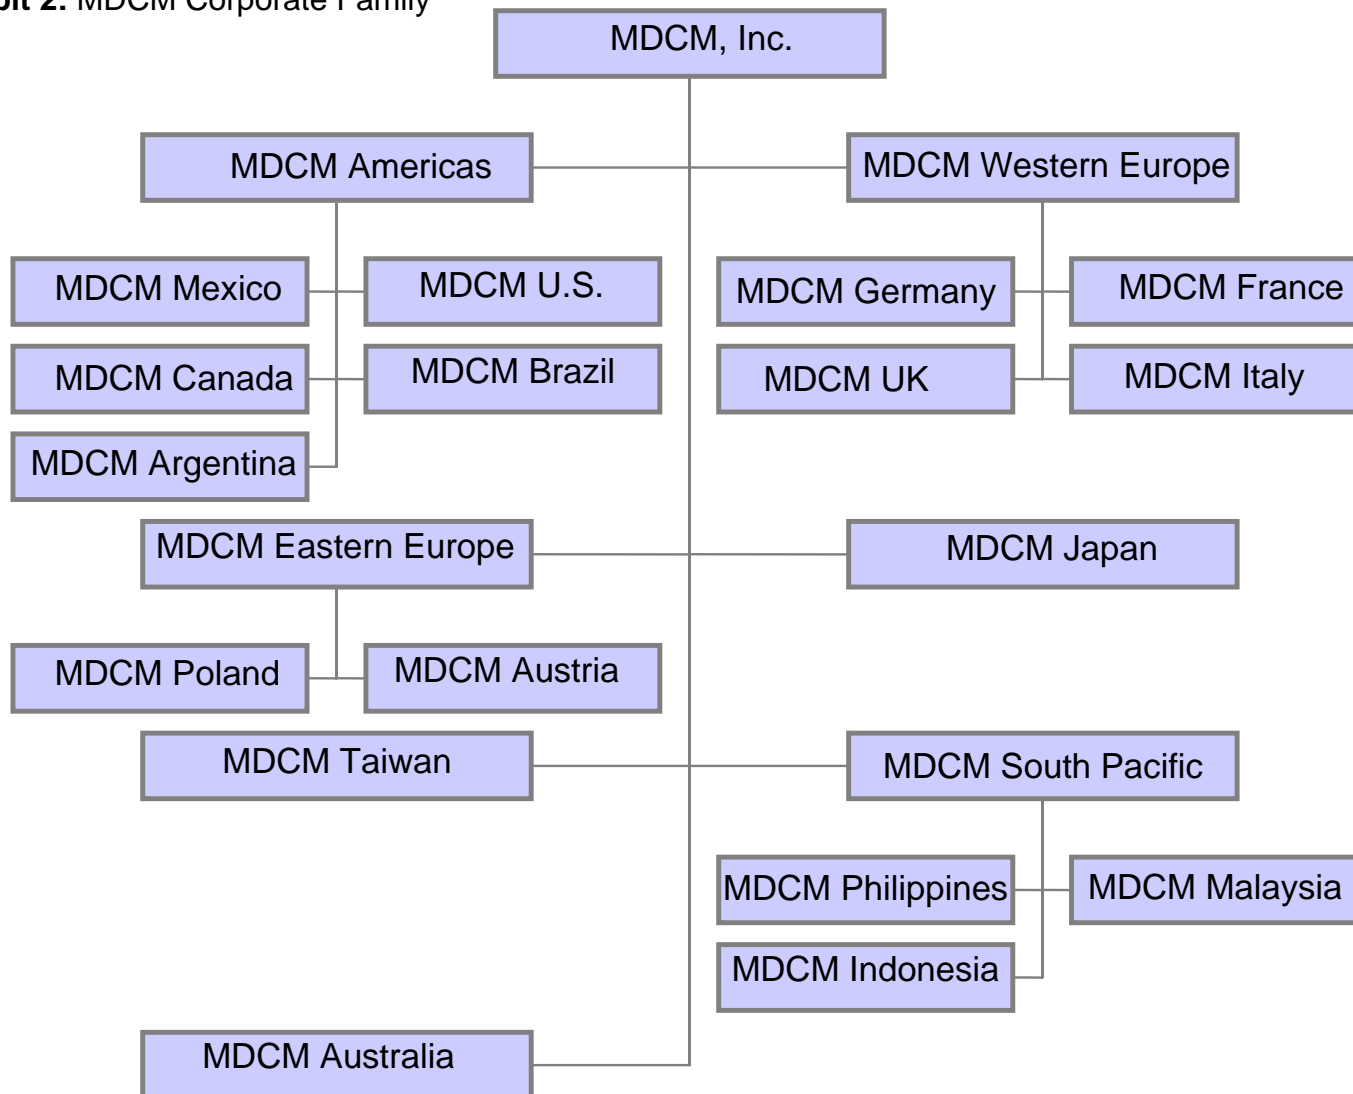 2: MDCM Corporate Family
MDCM, Inc.
MDCM Americas
MDCM Western Europe
MDCM Mexico
MDCM U.S.
MDCM Germany
MDCM France
MDCM Canada
MDCM Brazil
MDCM UK
MDCM Italy
MDCM Argentina
MDCM Eastern Europe
MDCM Japan
MDCM Poland
MDCM Austria
MDCM Taiwan
MDCM South Pacific
MDCM Philippines
MDCM Malaysia
MDCM Indonesia
MDCM Australia